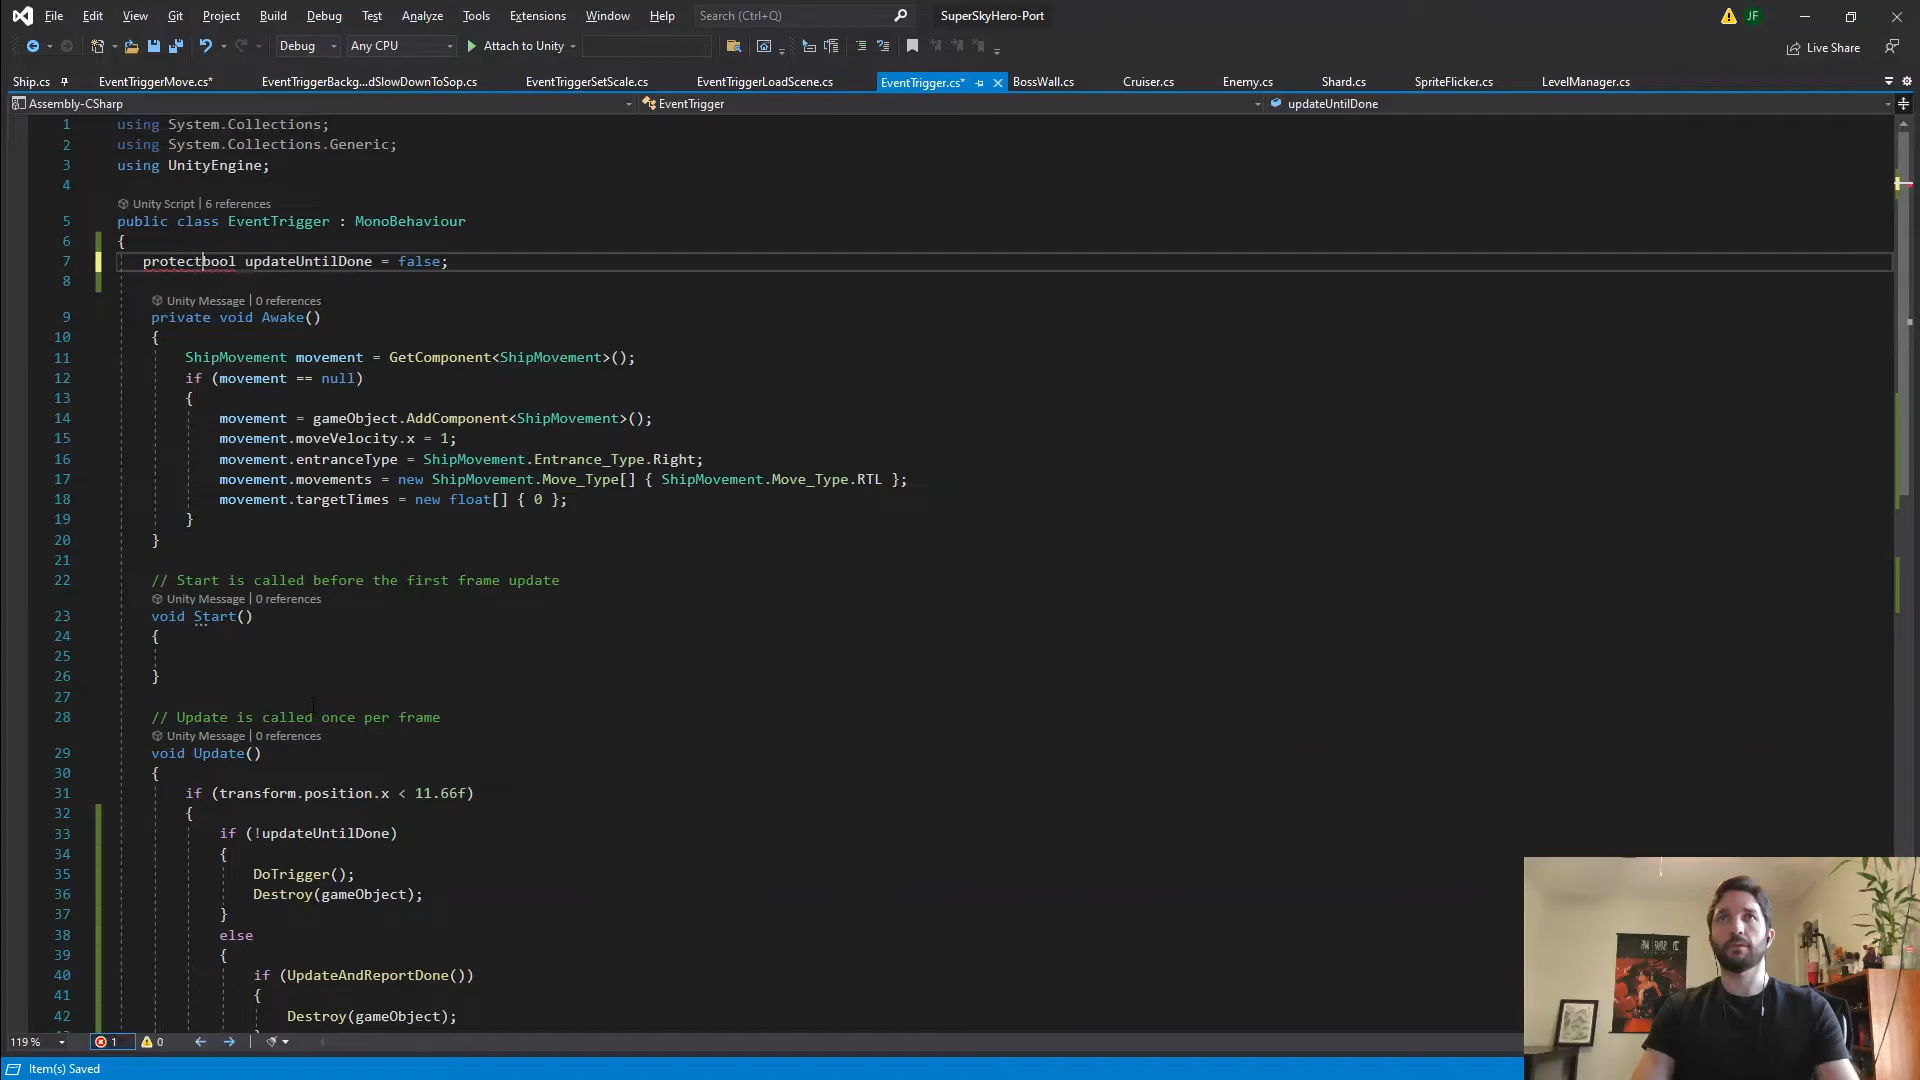 File Edit View Git Project Build Debug Test Analyze Tools Extensions Window Help Search (Ctrl+Q) SuperSkyHero-Port JF
Debug Any CPU Attach to Unity Live Share
Ship.cs EventTriggerMove.cs* EventTriggerBackg...dSlowDownToSop.cs EventTriggerSetScale.cs EventTriggerLoadScene.cs EventTrigger.cs* BossWall.cs Cruiser.cs Enemy.cs Shard.cs SpriteFlicker.cs LevelManager.cs
Assembly-CSharp EventTrigger updateUntilDone
1 using System.Collections;
2 using System.Collections.Generic;
3 using UnityEngine;
4
Unity Script | 6 references
5 public class EventTrigger : MonoBehaviour
6 {
7 protectbool updateUntilDone = false;
8
Unity Message | 0 references
9 private void Awake()
10 {
11 ShipMovement movement = GetComponent<ShipMovement>();
12 if (movement == null)
13 {
14 movement = gameObject.AddComponent<ShipMovement>();
15 movement.moveVelocity.x = 1;
16 movement.entranceType = ShipMovement.Entrance_Type.Right;
17 movement.movements = new ShipMovement.Move_Type[] { ShipMovement.Move_Type.RTL };
18 movement.targetTimes = new float[] { 0 };
19 }
20 }
21
22 // Start is called before the first frame update
Unity Message | 0 references
23 void Start()
24 {
25
26 }
27
28 // Update is called once per frame
Unity Message | 0 references
29 void Update()
30 {
31 if (transform.position.x < 11.66f)
32 {
33 if (!updateUntilDone)
34 {
35 DoTrigger();
36 Destroy(gameObject);
37 }
38 else
39 {
40 if (UpdateAndReportDone())
41 {
42 Destroy(gameObject);
119 % 1 0
Item(s) Saved